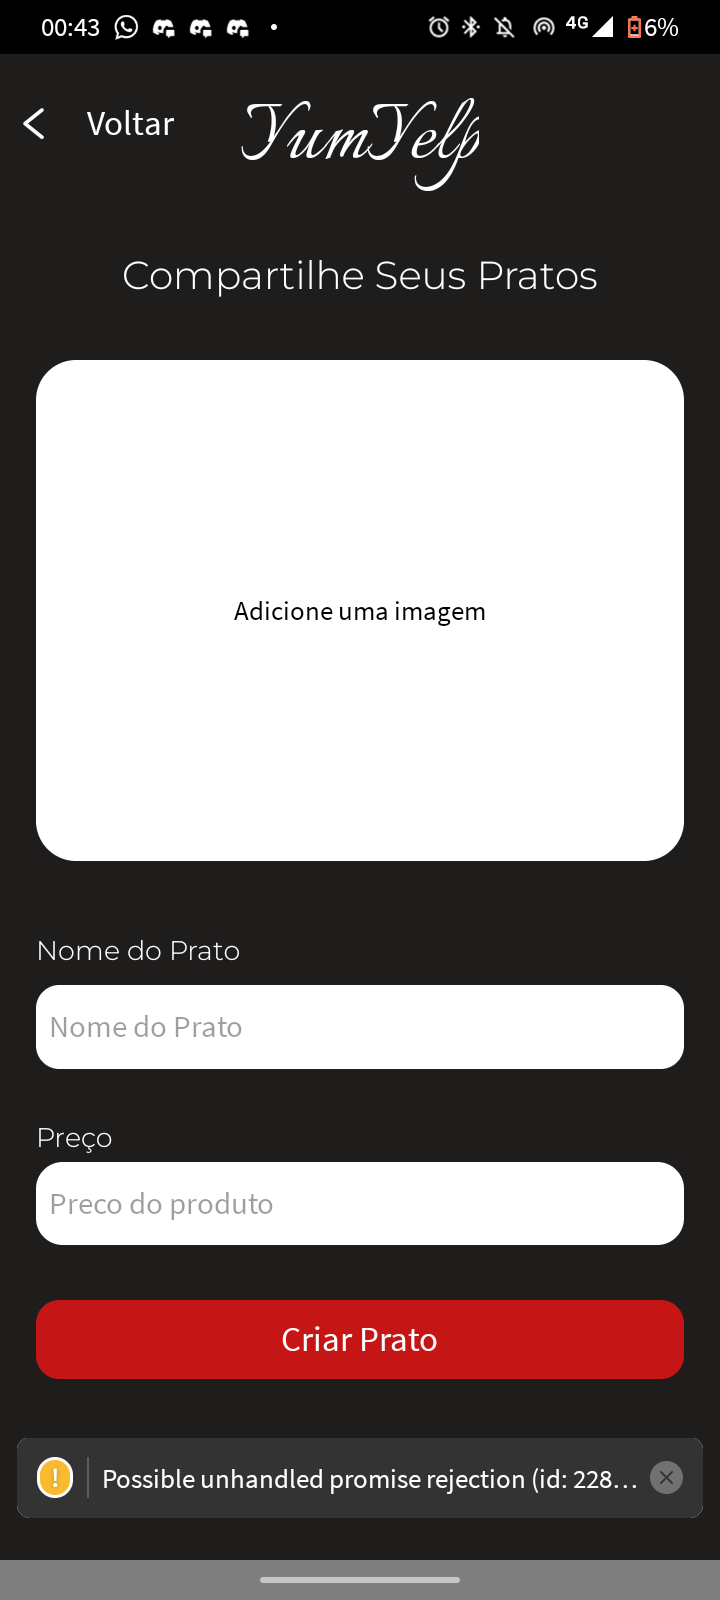 00:43 4G 6%
Voltar
YumYelp
Compartilhe Seus Pratos
Adicione uma imagem
Nome do Prato
Nome do Prato
Preço
Preco do produto
Criar Prato
! Possible unhandled promise rejection (id: 228...